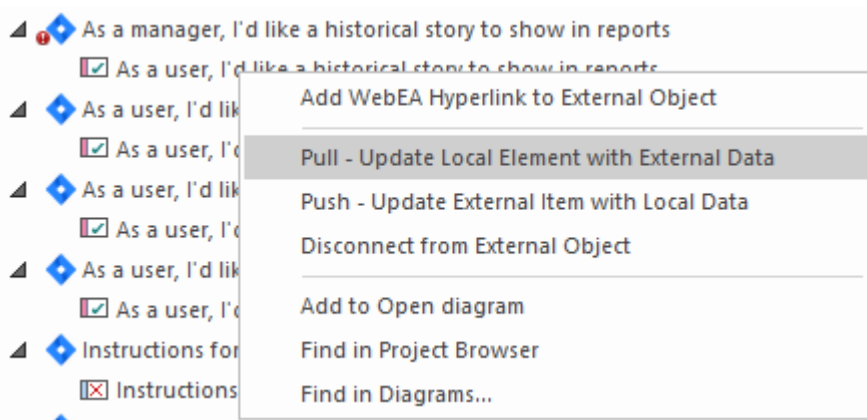 As a manager, I'd like a historical story to show in reports
As a user, I'd like a historical story to show in reports
As a user, I'd lik
As a user, I'd
As a user, I'd lik
As a user, I'd
As a user, I'd lik
As a user, I'd
Instructions for
Instructions
Add WebEA Hyperlink to External Object
Pull - Update Local Element with External Data
Push - Update External Item with Local Data
Disconnect from External Object
Add to Open diagram
Find in Project Browser
Find in Diagrams...